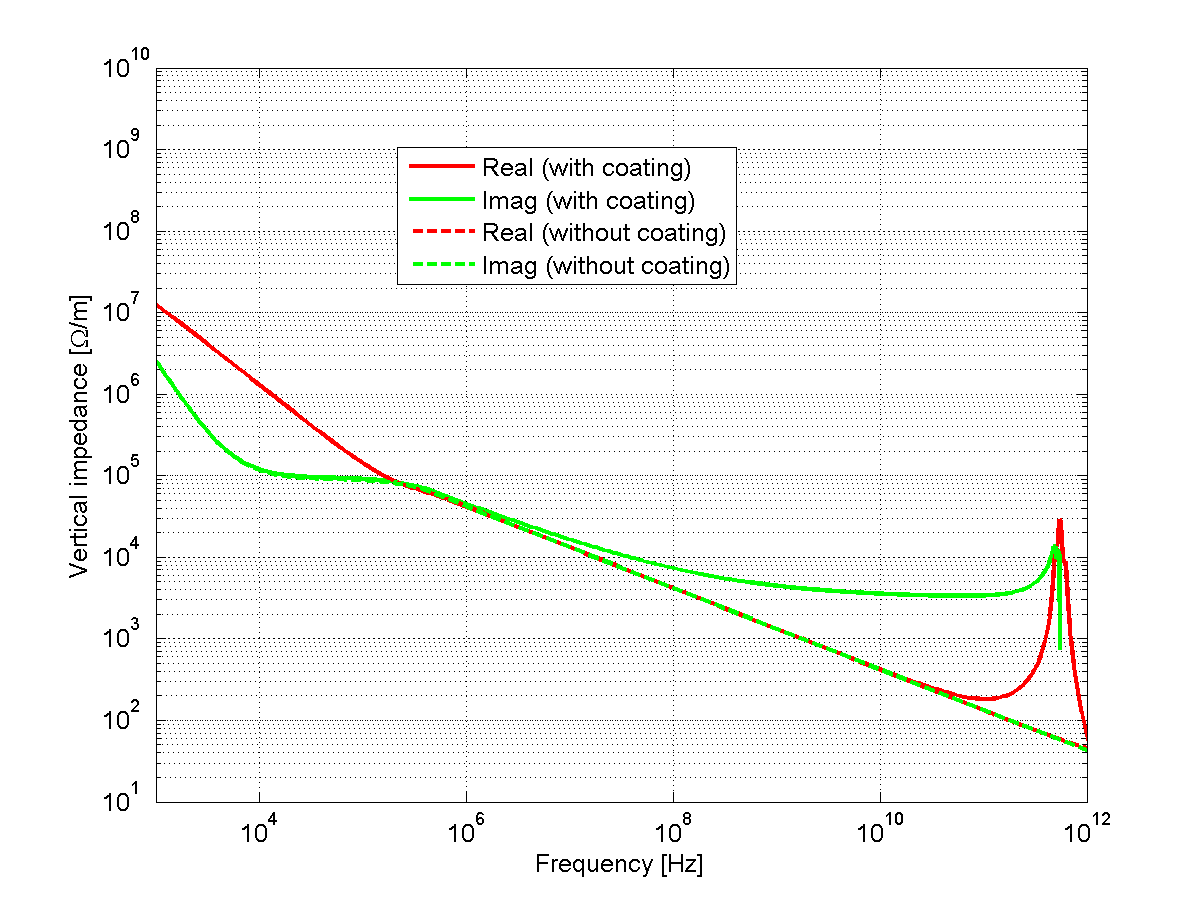 10^10
10^9
10^8
10^7
10^6
10^5
10^4
10^3
10^2
10^1
Vertical impedance [Ω/m]
Real (with coating)
Imag (with coating)
Real (without coating)
Imag (without coating)
10^4
10^6
10^8
10^10
10^12
Frequency [Hz]